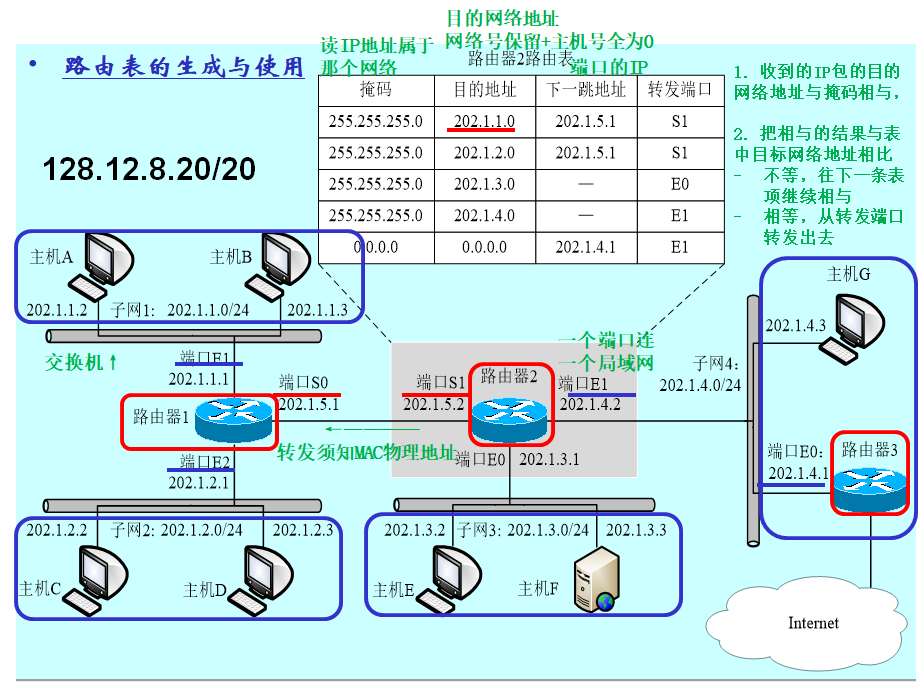 目的网络地址
网络号保留+主机号全为0
读IP地址属于
那个网络
路由器2路由表
端口的IP
• 路由表的生成与使用
128.12.8.20/20
掩码 目的地址 下一跳地址 转发端口
255.255.255.0 202.1.1.0 202.1.5.1 S1
255.255.255.0 202.1.2.0 202.1.5.1 S1
255.255.255.0 202.1.3.0 — E0
255.255.255.0 202.1.4.0 — E1
0.0.0.0 0.0.0.0 202.1.4.1 E1
1. 收到的IP包的目的
网络地址与掩码相与，
2. 把相与的结果与表
中目标网络地址相比
- 不等，往下一条表
项继续相与
- 相等，从转发端口
转发出去
主机A
主机B
202.1.1.2 子网1: 202.1.1.0/24 202.1.1.3
交换机↑
端口E1
202.1.1.1
路由器1
端口S0
202.1.5.1
端口E2
202.1.2.1
转发须知MAC物理地址
端口S1
202.1.5.2
路由器2
一个端口连
一个局域网
端口E1
202.1.4.2
端口E0 202.1.3.1
202.1.2.2 子网2: 202.1.2.0/24 202.1.2.3
主机C
主机D
202.1.3.2 子网3: 202.1.3.0/24 202.1.3.3
主机E
主机F
子网4:
202.1.4.0/24
主机G
202.1.4.3
端口E0:
202.1.4.1
路由器3
Internet